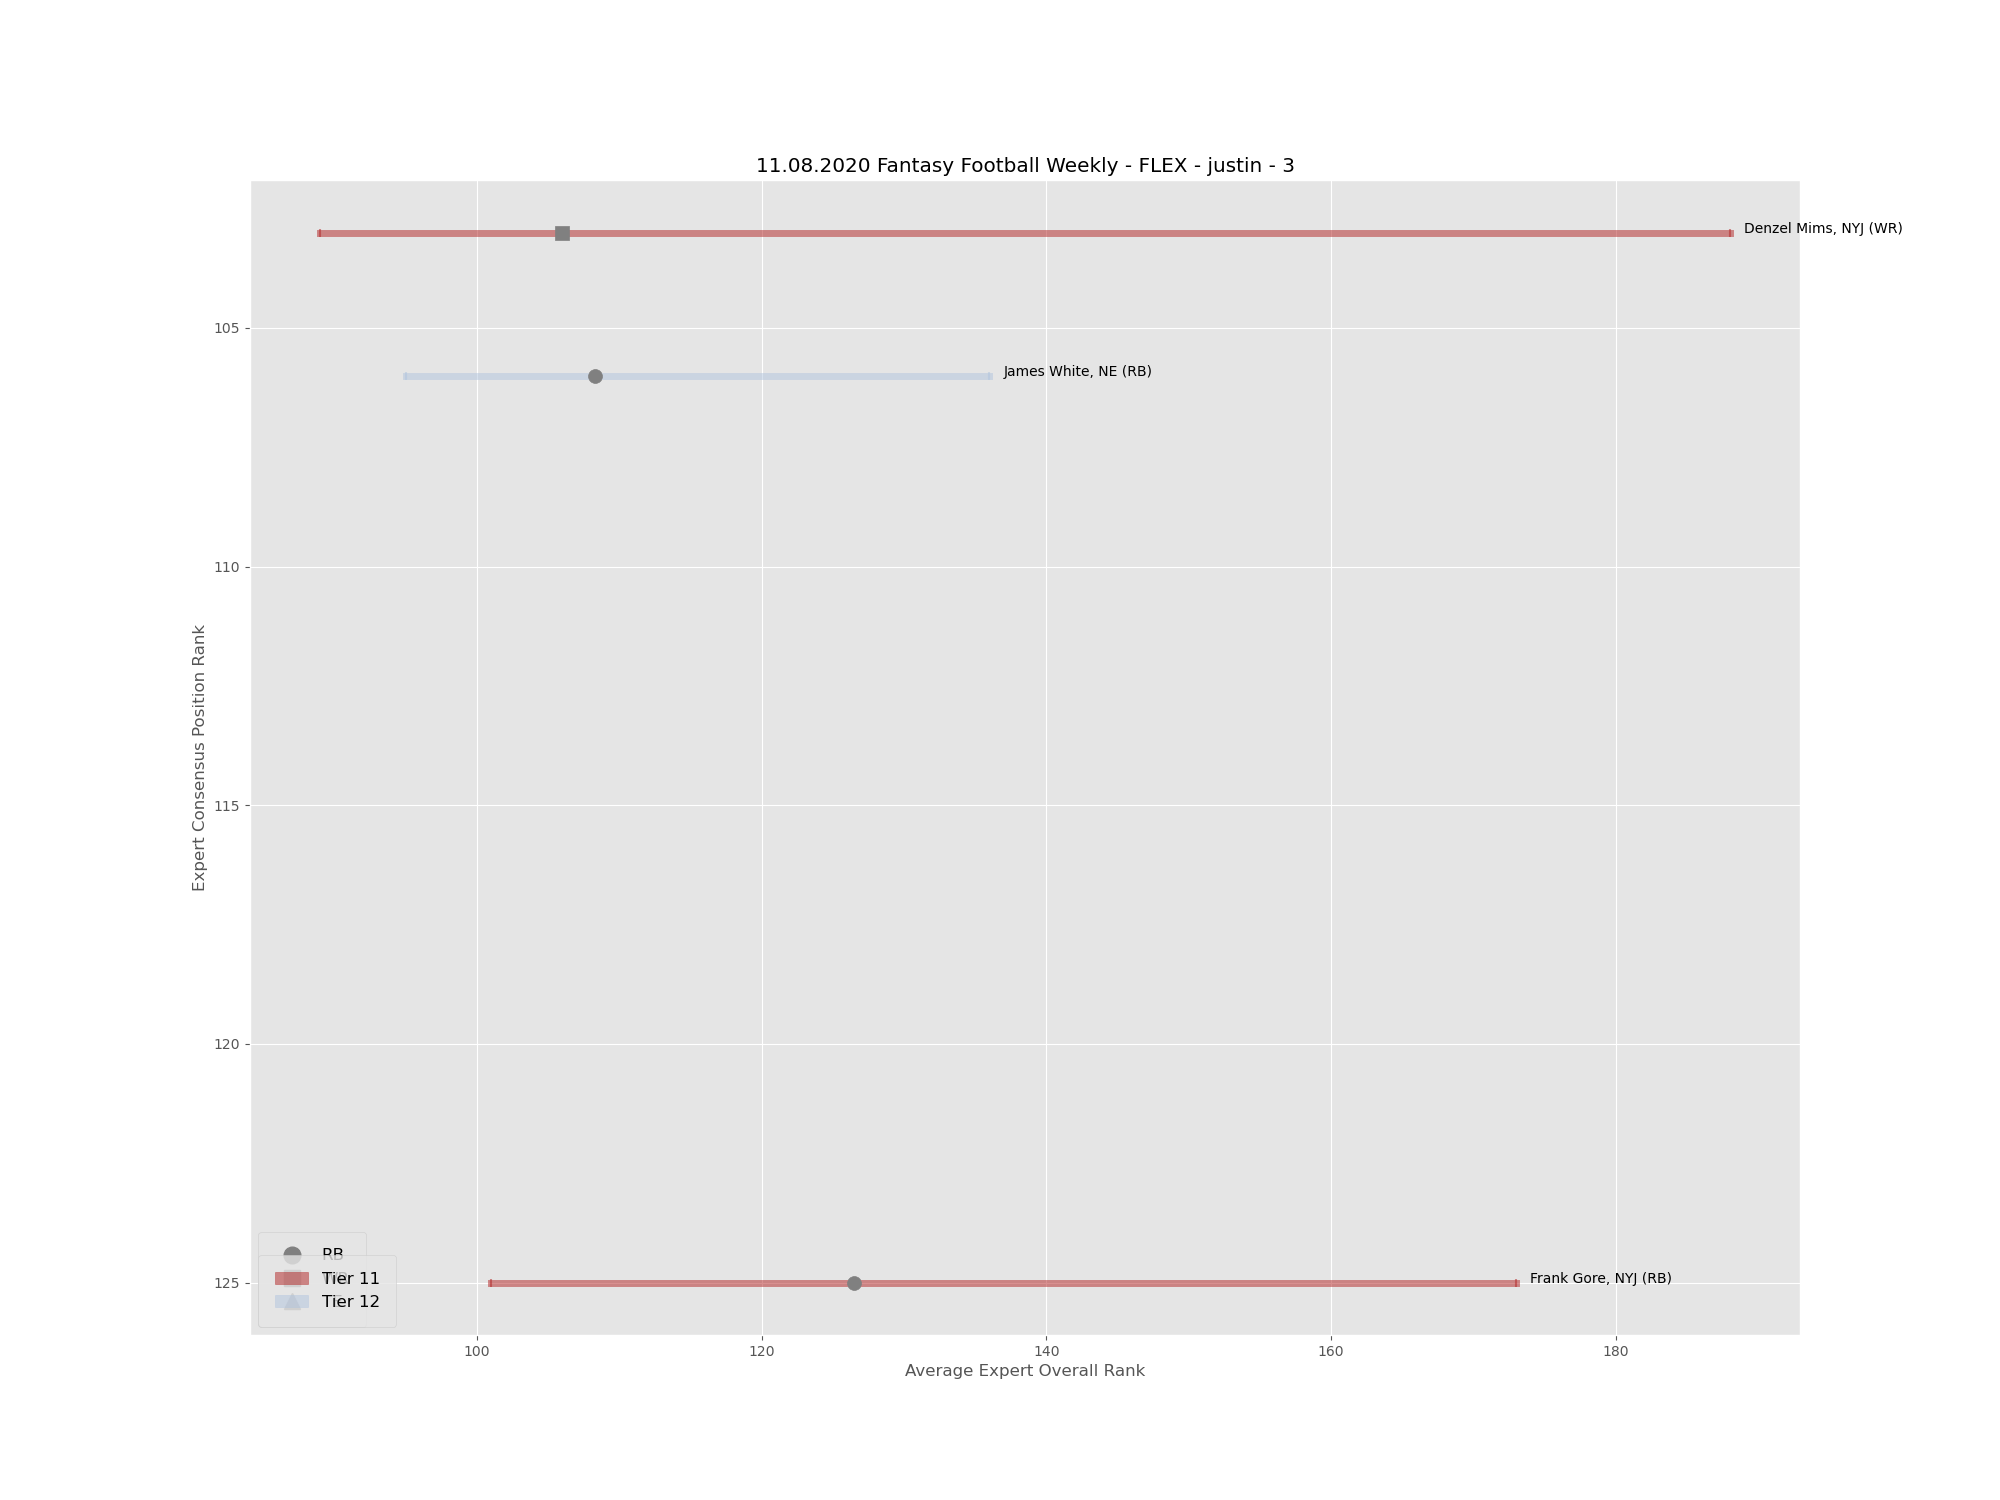 11.08.2020 Fantasy Football Weekly - FLEX - justin - 3
Denzel Mims, NYJ (WR)
105
James White, NE (RB)
110
Expert Consensus Position Rank
115
120
RB
Tier 11
Tier 12
125
Frank Gore, NYJ (RB)
100
120
140
160
180
Average Expert Overall Rank